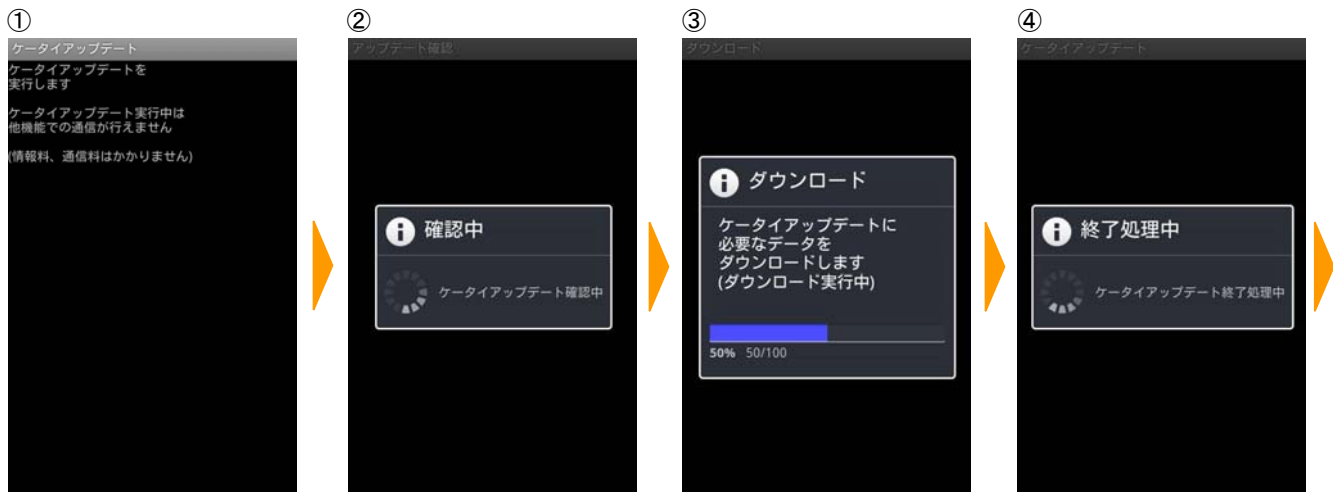 ①
ケータイアップデート
ケータイアップデートを
実行します
ケータイアップデート実行中は
他機能での通信が行えません
(情報料、通信料はかかりません)
②
アップデート確認
確認中
ケータイアップデート確認中
③
ダウンロード
ダウンロード
ケータイアップデートに
必要なデータを
ダウンロードします
(ダウンロード実行中)
50% 50/100
④
ケータイアップデート
終了処理中
ケータイアップデート終了処理中